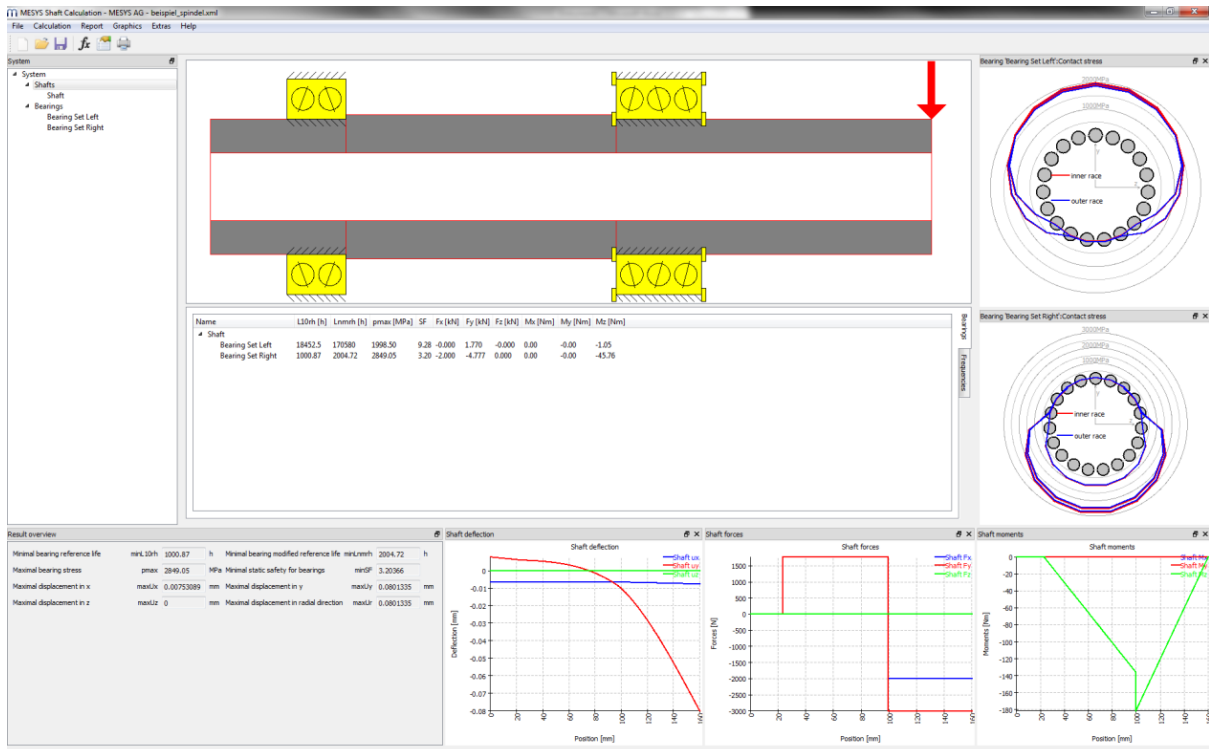 MESYS Shaft Calculation - MESYS AG - beispiel_spindel.xml
File Calculation Report Graphics Extras Help
fx
System
System
Shafts
Shaft
Bearings
Bearing Set Left
Bearing Set Right
Name L10rh [h] Lnmrh [h] pmax [MPa] SF Fx [kN] Fy [kN] Fz [kN] Mx [Nm] My [Nm] Mz [Nm]
Shaft
Bearing Set Left 18452.5 170580 1998.50 9.28 -0.000 1.770 -0.000 0.00 -0.00 -1.05
Bearing Set Right 1000.87 2004.72 2849.05 3.20 -2.000 -4.777 0.000 0.00 -0.00 -45.76
Bearings
Frequencies
Bearing 'Bearing Set Left':Contact stress
2000MPa
1000MPa
y
z
inner race
outer race
Bearing 'Bearing Set Right':Contact stress
3000MPa
2000MPa
1000MPa
y
z
inner race
outer race
Result overview
Minimal bearing reference life minL10rh 1000.87 h Minimal bearing modified reference life minLnmrh 2004.72 h
Maximal bearing stress pmax 2849.05 MPa Minimal static safety for bearings minSF 3.20366
Maximal displacement in x maxUx 0.00753089 mm Maximal displacement in y maxUy 0.0801335 mm
Maximal displacement in z maxUz 0 mm Maximal displacement in radial direction maxUr 0.0801335 mm
Shaft deflection
Shaft deflection
Shaft ux
Shaft uy
Shaft uz
0
-0.01
-0.02
-0.03
-0.04
-0.05
-0.06
-0.07
-0.08
Deflection [mm]
0 20 40 60 80 100 120 140 160
Position [mm]
Shaft forces
Shaft forces
Shaft Fx
Shaft Fy
Shaft Fz
1500
1000
500
0
-500
-1000
-1500
-2000
-2500
-3000
Forces [N]
0 20 40 60 80 100 120 140 160
Position [mm]
Shaft moments
Shaft moments
Shaft Mx
Shaft My
Shaft Mz
0
-20
-40
-60
-80
-100
-120
-140
-160
-180
Moments [Nm]
0 20 40 60 80 100 120 140 160
Position [mm]